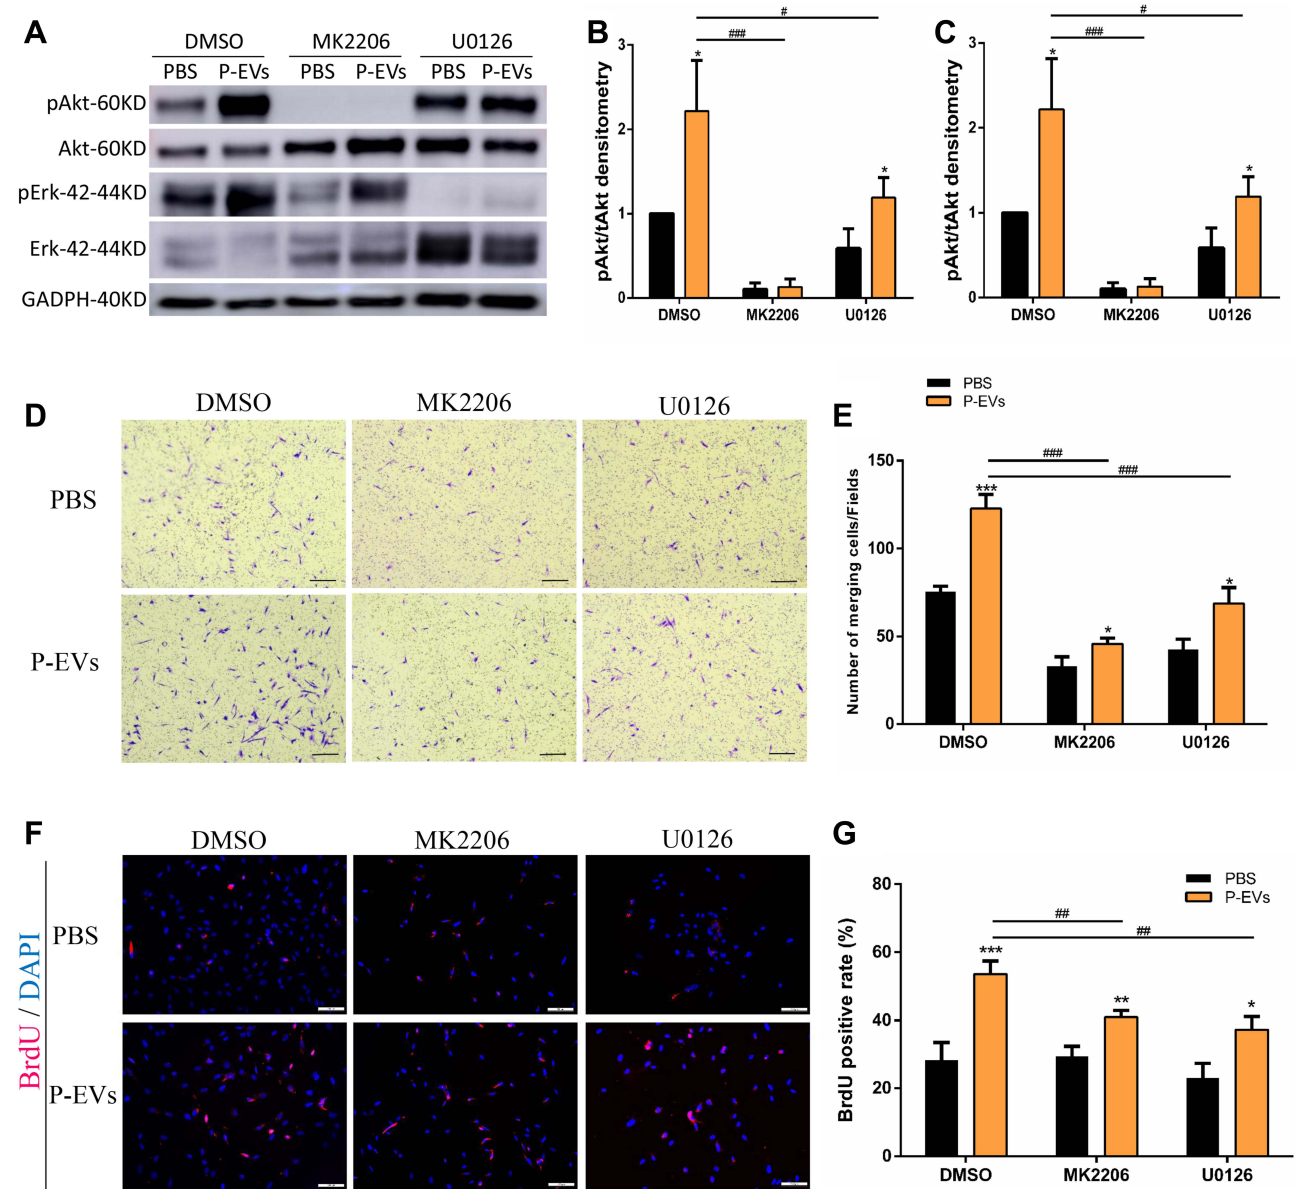 A
DMSO MK2206 U0126
PBS P-EVs PBS P-EVs PBS P-EVs
pAkt-60KD
Akt-60KD
pErk-42-44KD
Erk-42-44KD
GADPH-40KD
B
pAkt/tAkt densitometry
3
2
1
0
#
###
*
*
DMSO MK2206 U0126
C
pAkt/tAkt densitometry
3
2
1
0
#
###
*
*
DMSO MK2206 U0126
D
DMSO MK2206 U0126
PBS
P-EVs
E
PBS
P-EVs
Number of merging cells/Fields
150
100
50
0
###
###
***
*
*
DMSO MK2206 U0126
F
DMSO MK2206 U0126
BrdU / DAPI
PBS
P-EVs
G
PBS
P-EVs
BrdU positive rate (%)
80
60
40
20
0
##
##
***
**
*
DMSO MK2206 U0126